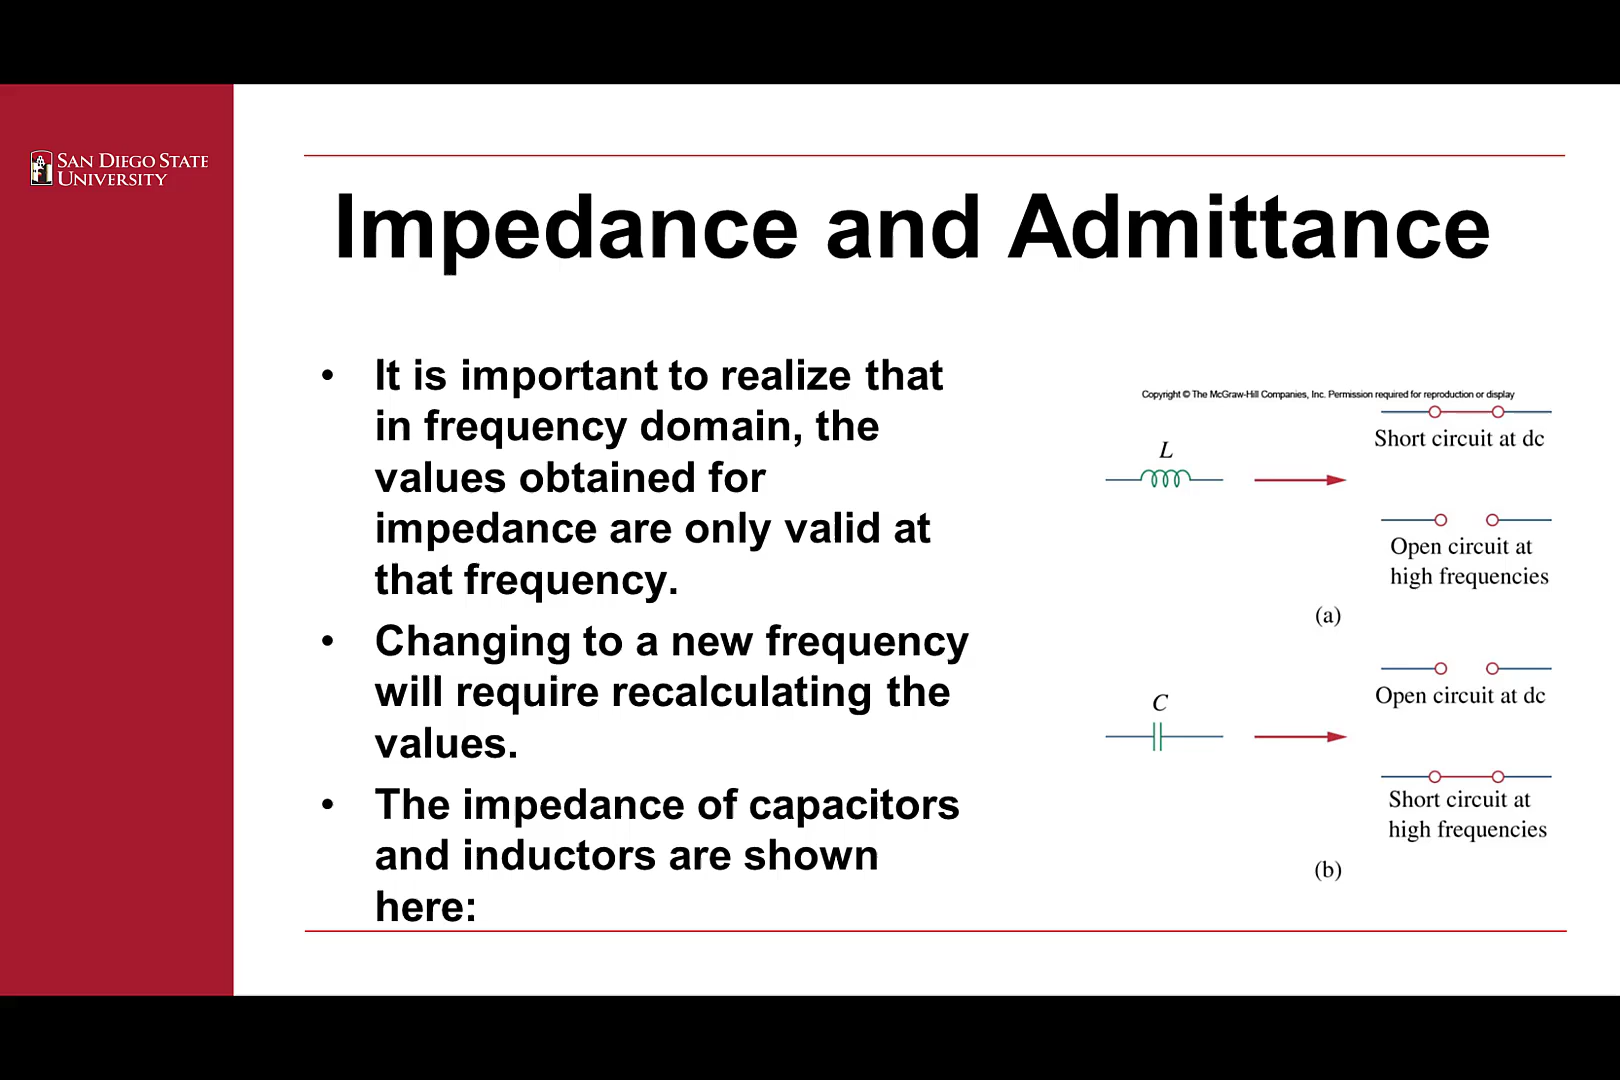 SAN DIEGO STATE
UNIVERSITY
Impedance and Admittance
• It is important to realize that
in frequency domain, the
values obtained for
impedance are only valid at
that frequency.
• Changing to a new frequency
will require recalculating the
values.
• The impedance of capacitors
and inductors are shown
here:
Copyright © The McGraw-Hill Companies, Inc. Permission required for reproduction or display
Short circuit at dc
L
Open circuit at
high frequencies
(a)
Open circuit at dc
C
Short circuit at
high frequencies
(b)